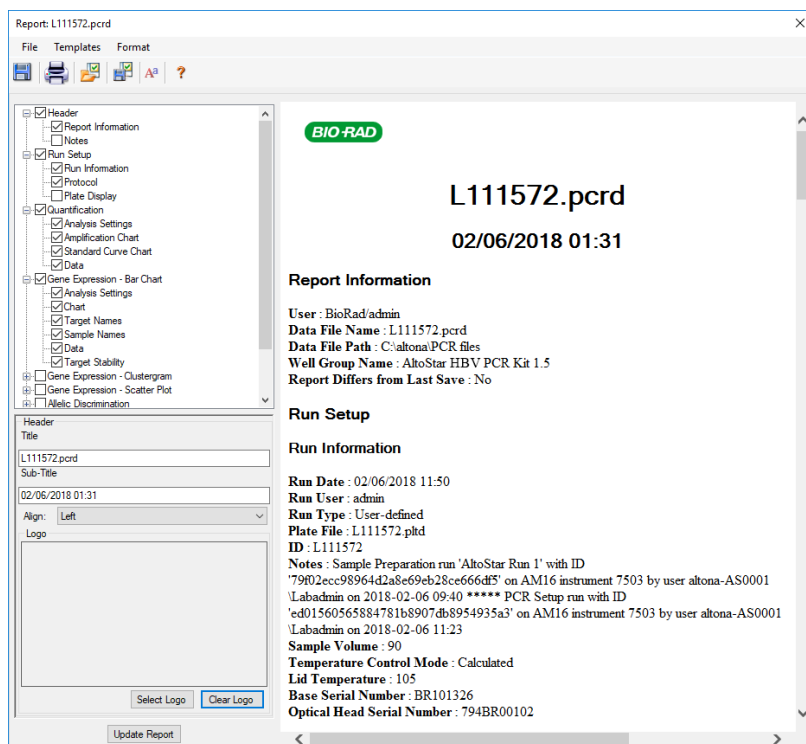 Report: L111572.pcrd
File Templates Format
Header
Report Information
Notes
Run Setup
Run Information
Protocol
Plate Display
Quantification
Analysis Settings
Amplification Chart
Standard Curve Chart
Data
Gene Expression - Bar Chart
Analysis Settings
Chart
Target Names
Sample Names
Data
Target Stability
Gene Expression - Clustergram
Gene Expression - Scatter Plot
Allelic Discrimination
Header
Title
L111572.pcrd
Sub-Title
02/06/2018 01:31
Align: Left
Logo
Select Logo Clear Logo
Update Report
BIO-RAD
L111572.pcrd
02/06/2018 01:31
Report Information
User : BioRad/admin
Data File Name : L111572.pcrd
Data File Path : C:\altona\PCR files
Well Group Name : AltoStar HBV PCR Kit 1.5
Report Differs from Last Save : No
Run Setup
Run Information
Run Date : 02/06/2018 11:50
Run User : admin
Run Type : User-defined
Plate File : L111572.pltd
ID : L111572
Notes : Sample Preparation run 'AltoStar Run 1' with ID
'79f02ecc98964d2a8e69eb28ce666df5' on AM16 instrument 7503 by user altona-AS0001
\Labadmin on 2018-02-06 09:40 ***** PCR Setup run with ID
'ed01560565884781b8907db8954935a3' on AM16 instrument 7503 by user altona-AS0001
\Labadmin on 2018-02-06 11:23
Sample Volume : 90
Temperature Control Mode : Calculated
Lid Temperature : 105
Base Serial Number : BR101326
Optical Head Serial Number : 794BR00102